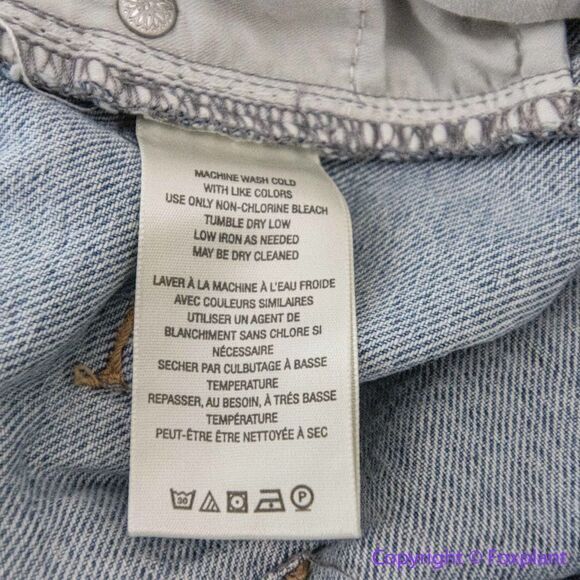 MACHINE WASH COLD
WITH LIKE COLORS
USE ONLY NON-CHLORINE BLEACH
TUMBLE DRY LOW
LOW IRON AS NEEDED
MAY BE DRY CLEANED
LAVER À LA MACHINE À L'EAU FROIDE
AVEC COULEURS SIMILAIRES
UTILISER UN AGENT DE
BLANCHIMENT SANS CHLORE SI
NÉCESSAIRE
SECHER PAR CULBUTAGE À BASSE
TEMPERATURE
REPASSER, AU BESOIN, À TRÉS BASSE
TEMPÉRATURE
PEUT-ÊTRE ÊTRE NETTOYÉE À SEC
30 P
Copyright © Foxplant